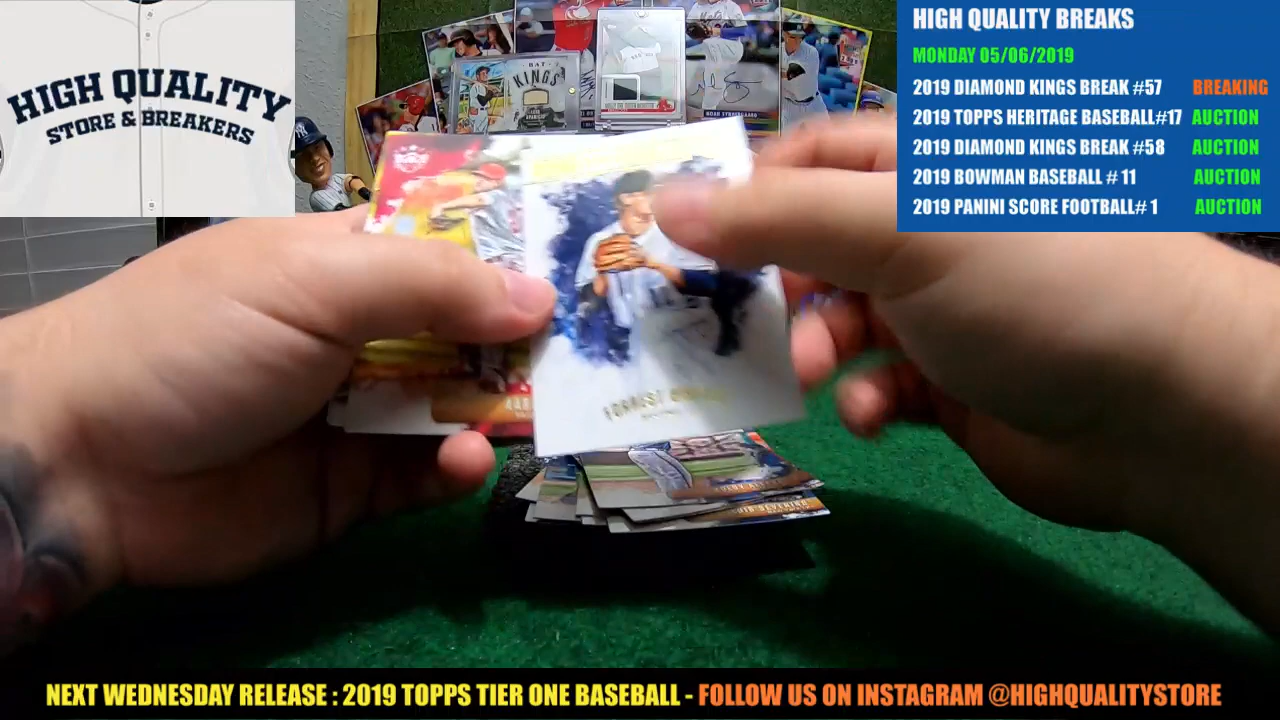 HIGH QUALITY
STORE & BREAKERS
HIGH QUALITY BREAKS
MONDAY 05/06/2019
2019 DIAMOND KINGS BREAK #57 BREAKING
2019 TOPPS HERITAGE BASEBALL#17 AUCTION
2019 DIAMOND KINGS BREAK #58 AUCTION
2019 BOWMAN BASEBALL # 11 AUCTION
2019 PANINI SCORE FOOTBALL# 1 AUCTION
BAT
KINGS
FORREST
NEXT WEDNESDAY RELEASE : 2019 TOPPS TIER ONE BASEBALL - FOLLOW US ON INSTAGRAM @HIGHQUALITYSTORE